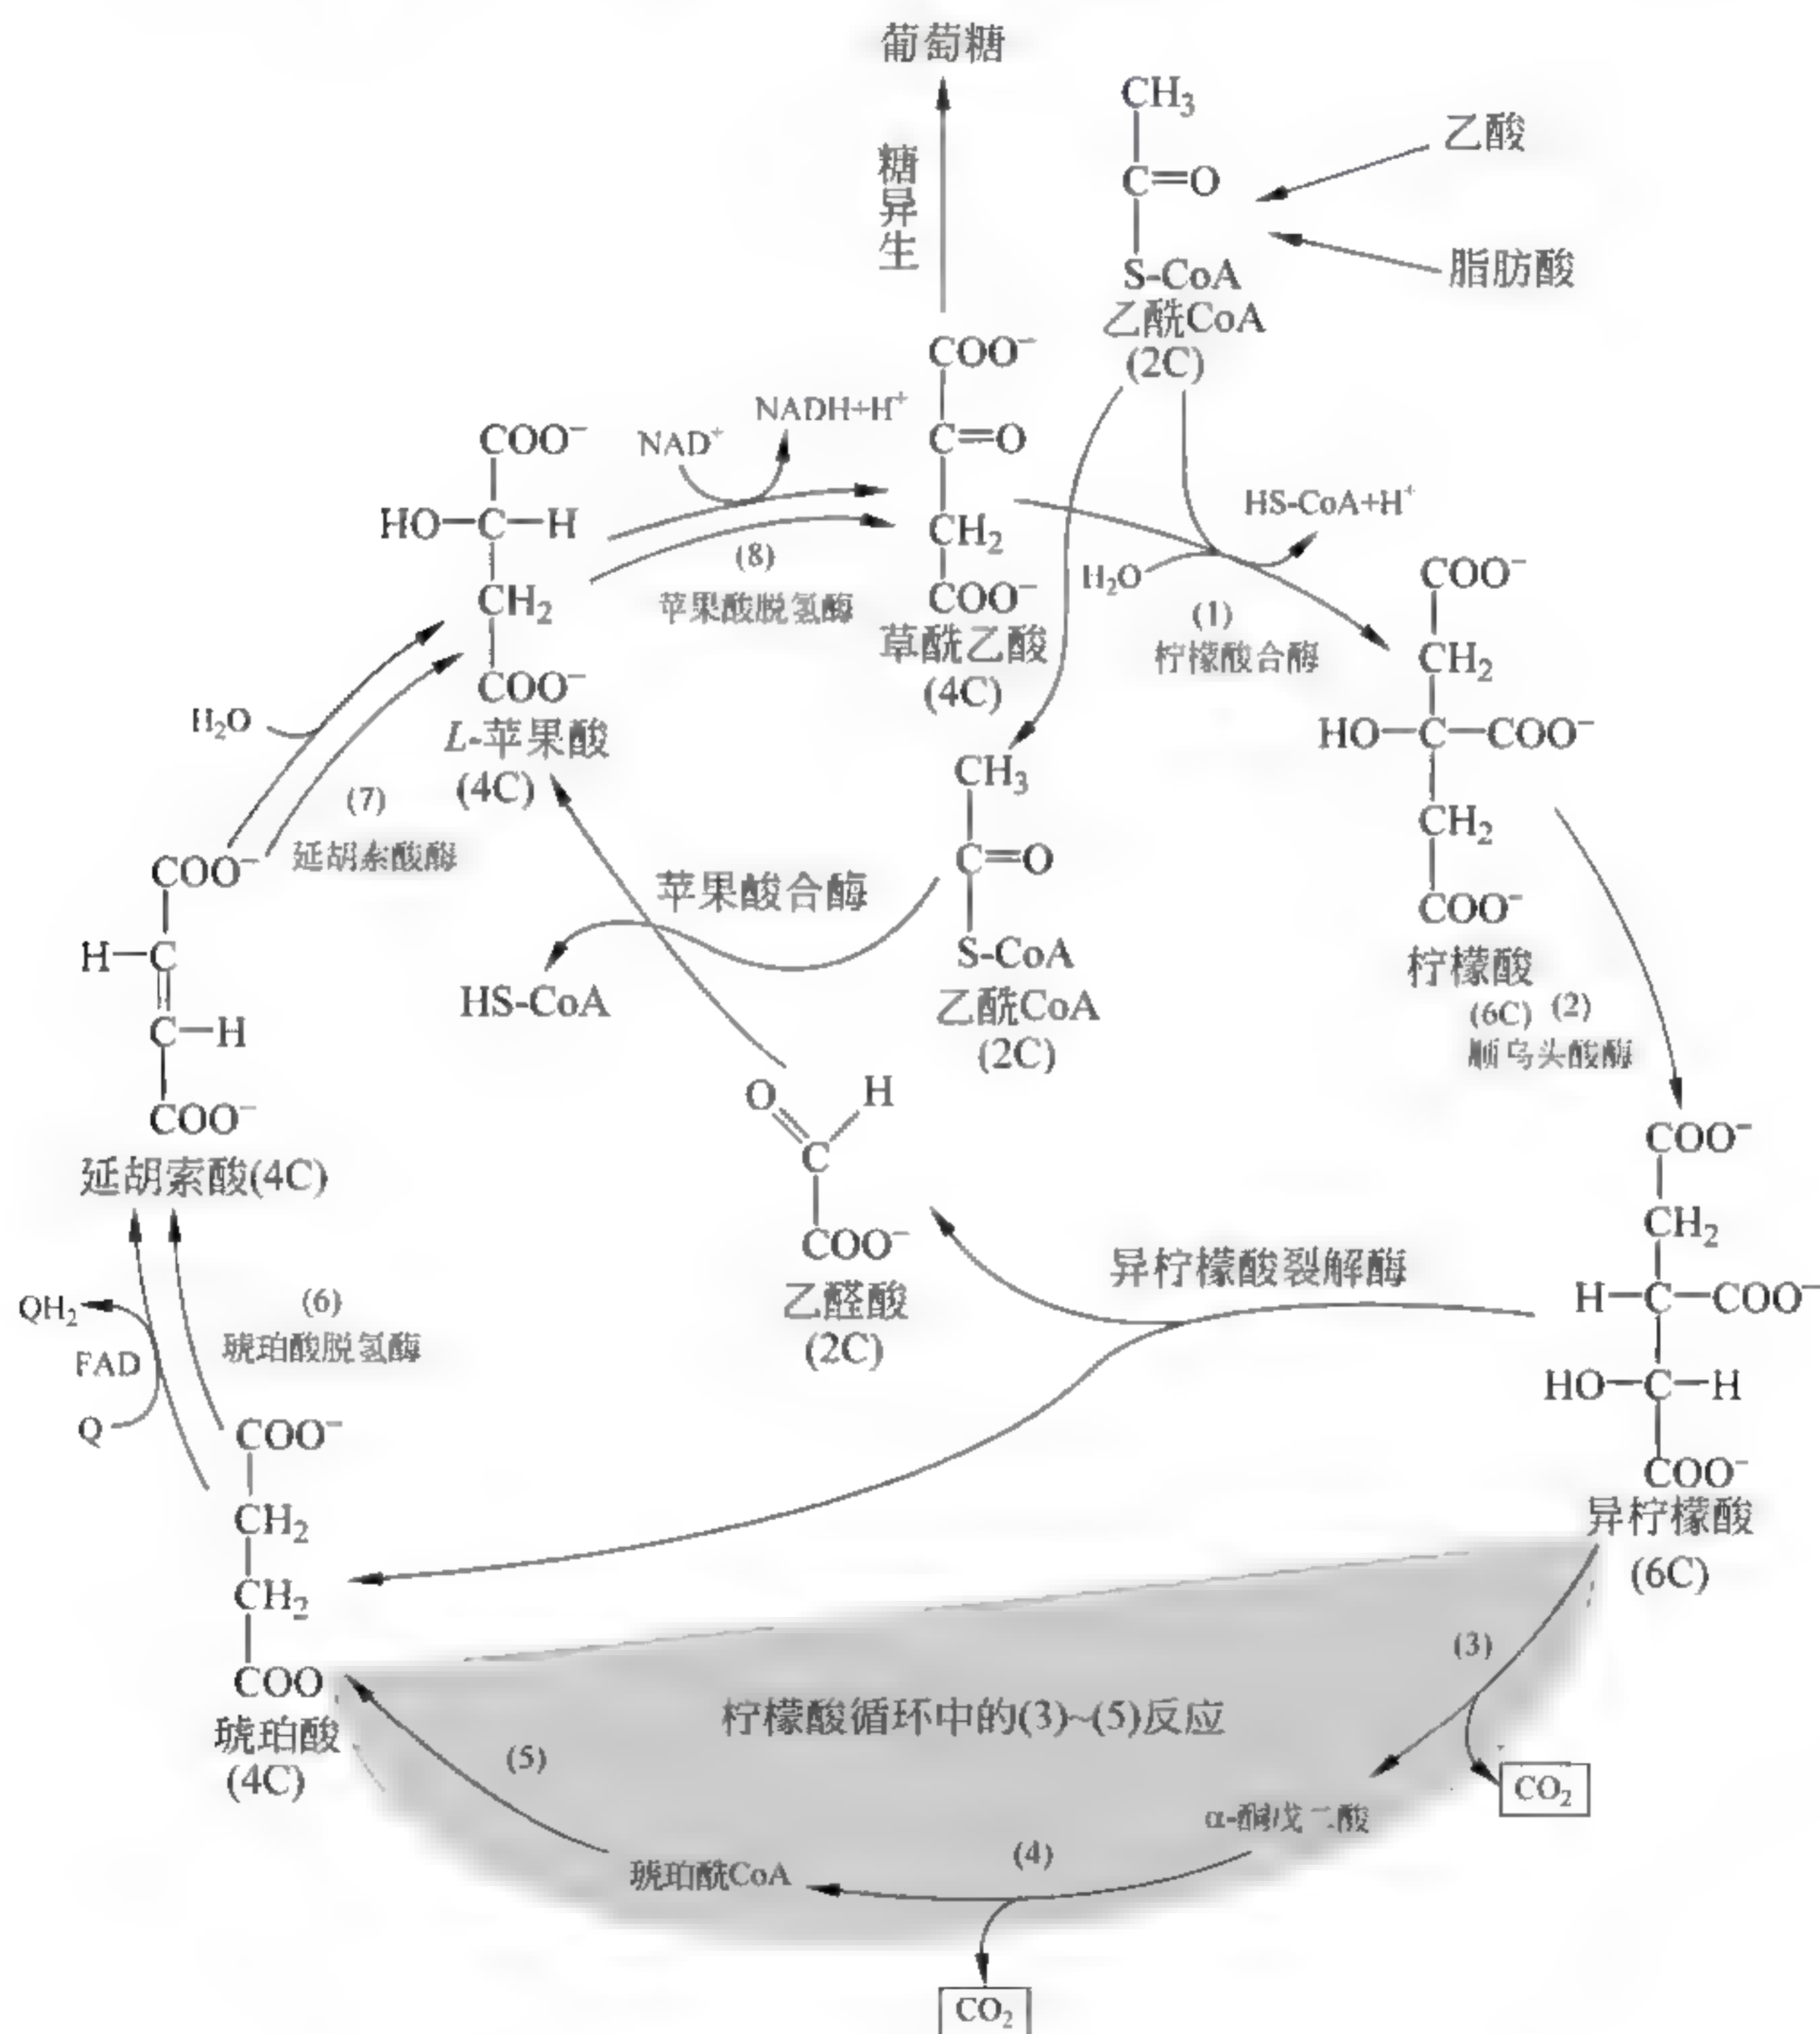 葡萄糖
糖异生
CH₃
C=O
S-CoA
乙酰CoA
(2C)
乙酸
脂肪酸
COO⁻
C=O
CH₂
COO⁻
草酰乙酸
(4C)
NAD⁺
NADH+H⁺
(8)
苹果酸脱氢酶
COO⁻
HO-C-H
CH₂
COO⁻
L-苹果酸
(4C)
HS-CoA+H⁺
H₂O
(1)
柠檬酸合酶
COO⁻
CH₂
HO-C-COO⁻
CH₂
COO⁻
柠檬酸
(6C)
(2)
顺乌头酸酶
H₂O
(7)
延胡索酸酶
CH₃
C=O
S-CoA
乙酰CoA
(2C)
苹果酸合酶
HS-CoA
COO⁻
H-C
C-H
COO⁻
延胡索酸(4C)
O
H
C
COO⁻
乙醛酸
(2C)
异柠檬酸裂解酶
COO⁻
CH₂
H-C-COO⁻
HO-C-H
COO⁻
异柠檬酸
(6C)
QH₂
FAD
Q
(6)
琥珀酸脱氢酶
COO⁻
CH₂
CH₂
COO
琥珀酸
(4C)
柠檬酸循环中的(3)~(5)反应
(3)
CO₂
α-酮戊二酸
(4)
CO₂
琥珀酰CoA
(5)